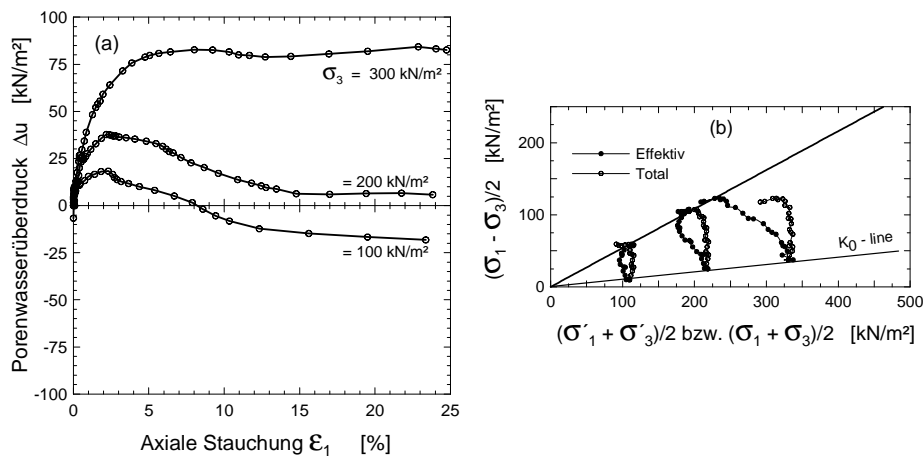 100
75
50
25
0
-25
-50
-75
-100
Porenwasserüberdruck Δu [kN/m²]
(a)
σ3 = 300 kN/m²
= 200 kN/m²
= 100 kN/m²
0 5 10 15 20 25
Axiale Stauchung ε1 [%]
200
100
0
(σ1 - σ3)/2 [kN/m²]
(b)
Effektiv
Total
K0 - line
100 200 300 400 500
(σ´1 + σ´3)/2 bzw. (σ1 + σ3)/2 [kN/m²]